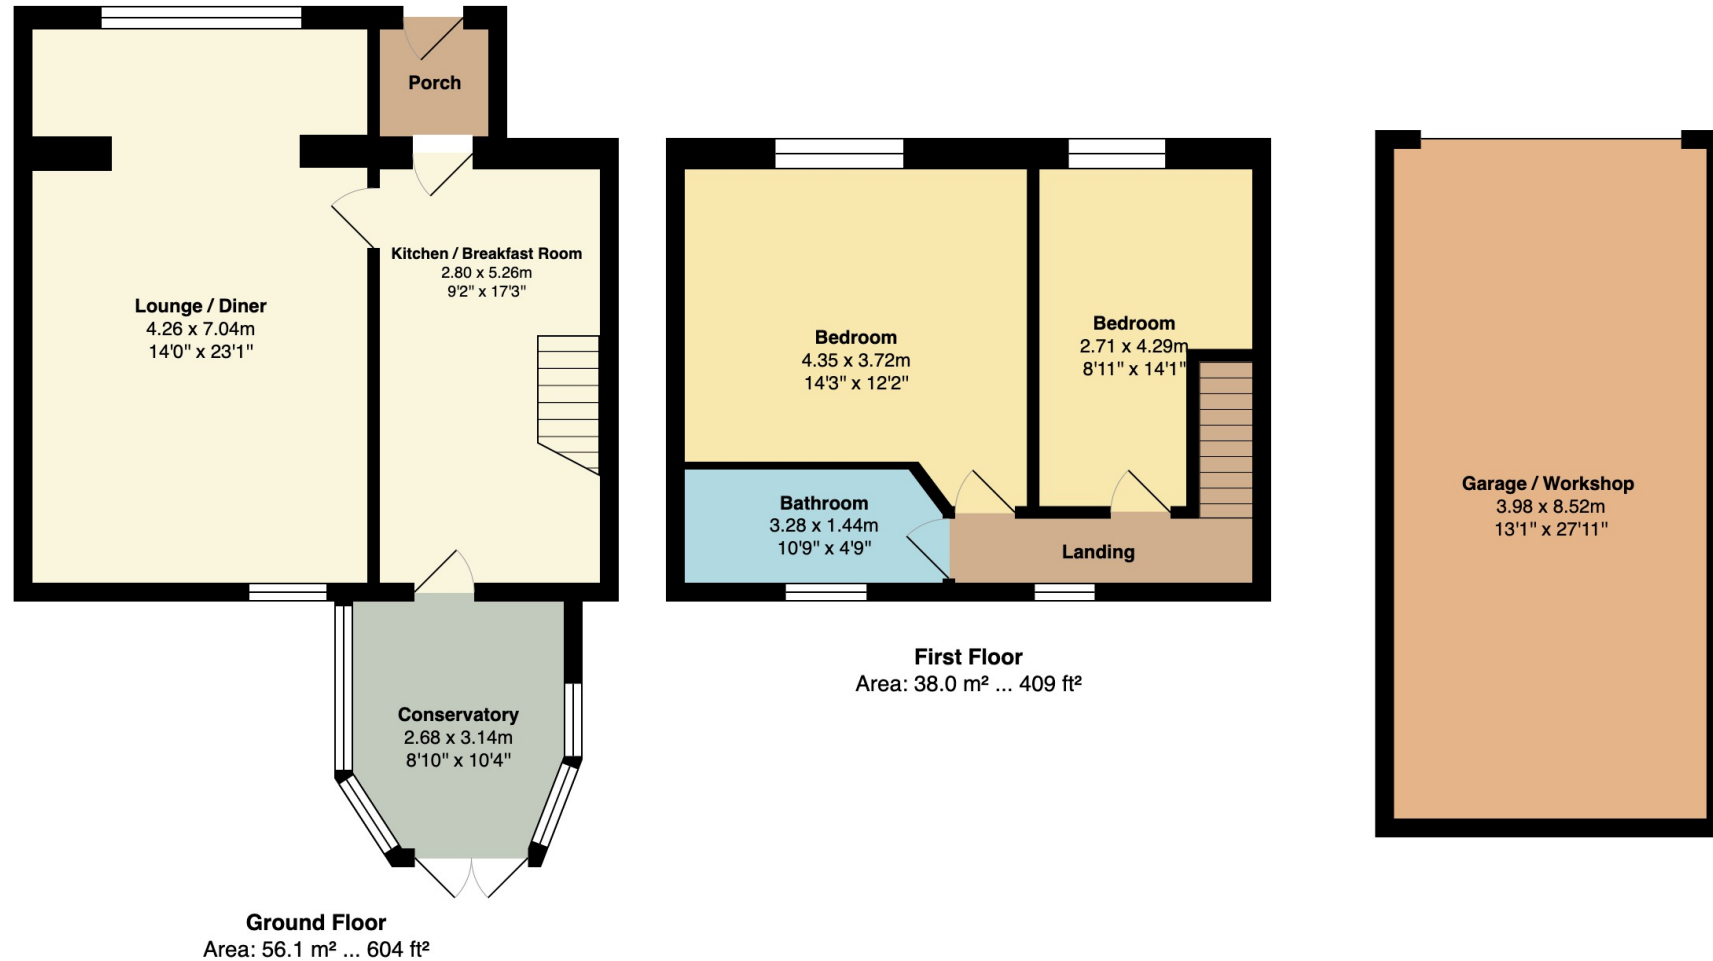 Porch
Kitchen / Breakfast Room
2.80 x 5.26m
9'2" x 17'3"
Lounge / Diner
4.26 x 7.04m
14'0" x 23'1"
Conservatory
2.68 x 3.14m
8'10" x 10'4"
Ground Floor
Area: 56.1 m² ... 604 ft²
Bedroom
4.35 x 3.72m
14'3" x 12'2"
Bedroom
2.71 x 4.29m
8'11" x 14'1"
Bathroom
3.28 x 1.44m
10'9" x 4'9"
Landing
First Floor
Area: 38.0 m² ... 409 ft²
Garage / Workshop
3.98 x 8.52m
13'1" x 27'11"